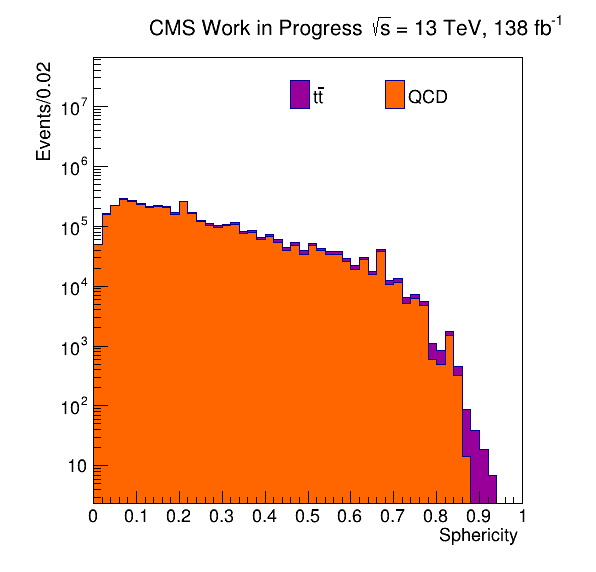 CMS Work in Progress √s = 13 TeV, 138 fb⁻¹
Events/0.02
tt̄
QCD
10⁷
10⁶
10⁵
10⁴
10³
10²
10
0 0.1 0.2 0.3 0.4 0.5 0.6 0.7 0.8 0.9 1
Sphericity